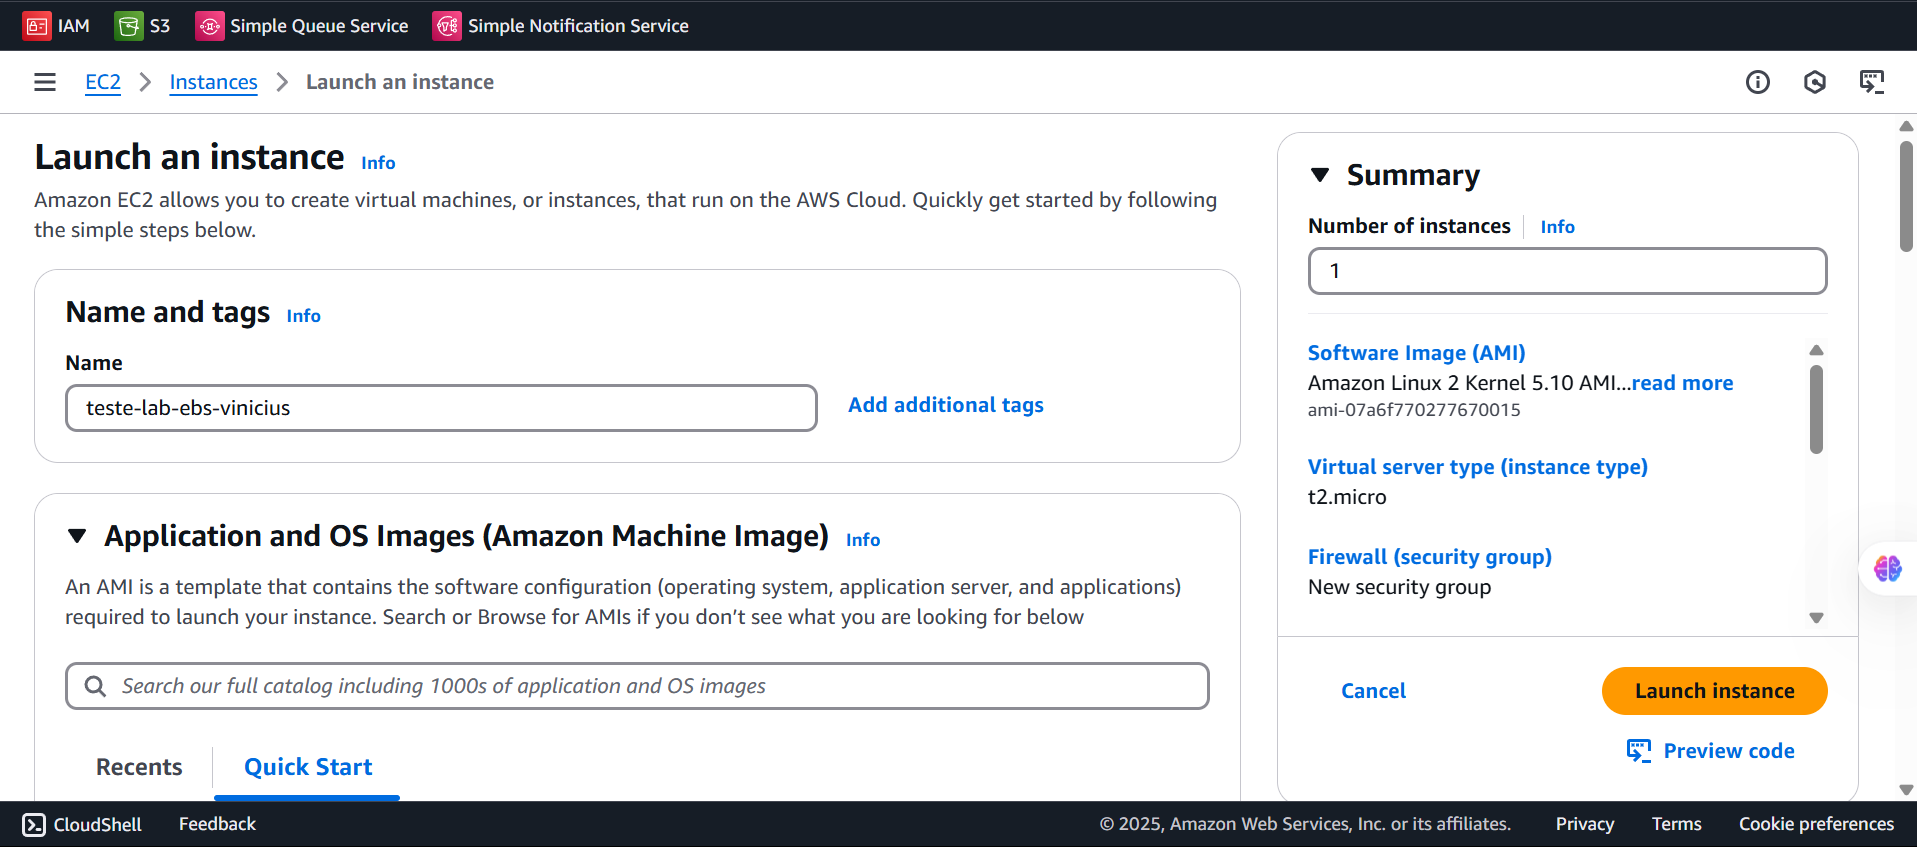 IAM S3 Simple Queue Service Simple Notification Service
EC2 Instances Launch an instance
Launch an instance Info
Amazon EC2 allows you to create virtual machines, or instances, that run on the AWS Cloud. Quickly get started by following
the simple steps below.
Name and tags Info
Name
teste-lab-ebs-vinicius
Add additional tags
Application and OS Images (Amazon Machine Image) Info
An AMI is a template that contains the software configuration (operating system, application server, and applications)
required to launch your instance. Search or Browse for AMIs if you don’t see what you are looking for below
Search our full catalog including 1000s of application and OS images
Recents Quick Start
Summary
Number of instances Info
1
Software Image (AMI)
Amazon Linux 2 Kernel 5.10 AMI...read more
ami-07a6f770277670015
Virtual server type (instance type)
t2.micro
Firewall (security group)
New security group
Cancel Launch instance
Preview code
CloudShell Feedback © 2025, Amazon Web Services, Inc. or its affiliates. Privacy Terms Cookie preferences